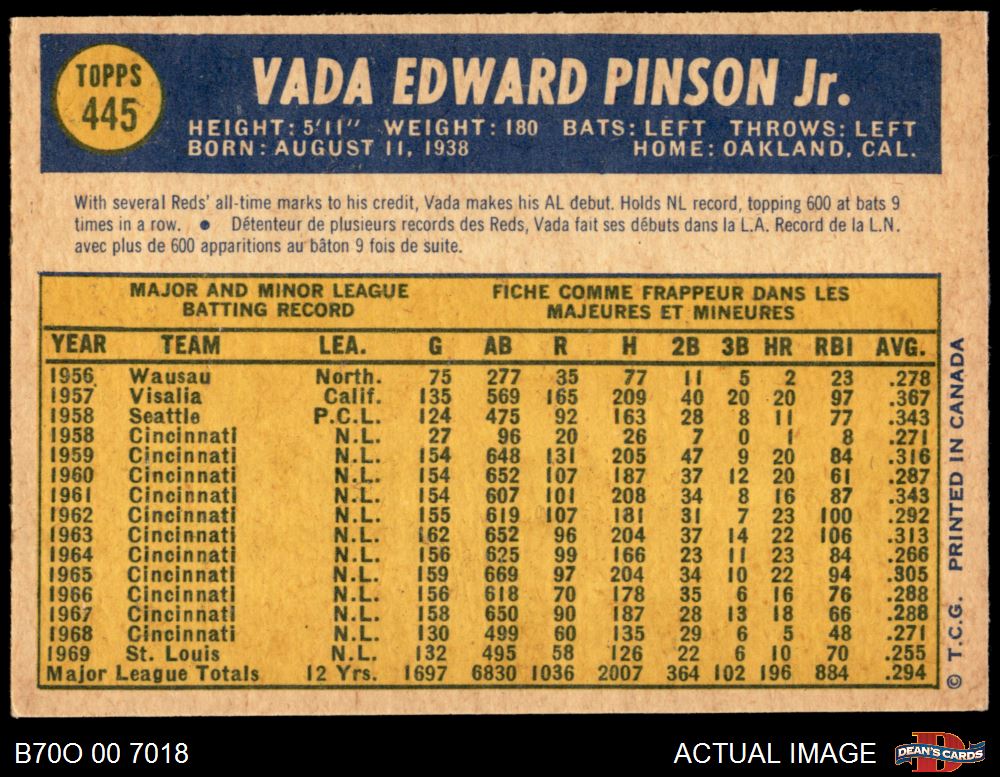 TOPPS
445
VADA EDWARD PINSON Jr.
HEIGHT: 5'11" WEIGHT: 180 BATS: LEFT THROWS: LEFT
BORN: AUGUST 11, 1938 HOME: OAKLAND, CAL.
With several Reds' all-time marks to his credit, Vada makes his AL debut. Holds NL record, topping 600 at bats 9
times in a row. ● Détenteur de plusieurs records des Reds, Vada fait ses débuts dans la L.A. Record de la L.N.
avec plus de 600 apparitions au bâton 9 fois de suite.
MAJOR AND MINOR LEAGUE FICHE COMME FRAPPEUR DANS LES
BATTING RECORD MAJEURES ET MINEURES
YEAR TEAM LEA. G AB R H 2B 3B HR RBI AVG.
1956 Wausau North. 75 277 35 77 11 5 2 23 .278
1957 Visalia Calif. 135 569 165 209 40 20 20 97 .367
1958 Seattle P.C.L. 124 475 92 163 28 8 11 77 .343
1958 Cincinnati N.L. 27 96 20 26 7 0 1 8 .271
1959 Cincinnati N.L. 154 648 131 205 47 9 20 84 .316
1960 Cincinnati N.L. 154 652 107 187 37 12 20 61 .287
1961 Cincinnati N.L. 154 607 101 208 34 8 16 87 .343
1962 Cincinnati N.L. 155 619 107 181 31 7 23 100 .292
1963 Cincinnati N.L. 162 652 96 204 37 14 22 106 .313
1964 Cincinnati N.L. 156 625 99 166 23 11 23 84 .266
1965 Cincinnati N.L. 159 669 97 204 34 10 22 94 .305
1966 Cincinnati N.L. 156 618 70 178 35 6 16 76 .288
1967 Cincinnati N.L. 158 650 90 187 28 13 18 66 .288
1968 Cincinnati N.L. 130 499 60 135 29 6 5 48 .271
1969 St. Louis N.L. 132 495 58 126 22 6 10 70 .255
Major League Totals 12 Yrs. 1697 6830 1036 2007 364 102 196 884 .294
© T.C.G. PRINTED IN CANADA
B70O 00 7018 ACTUAL IMAGE
D
DEAN'S CARDS